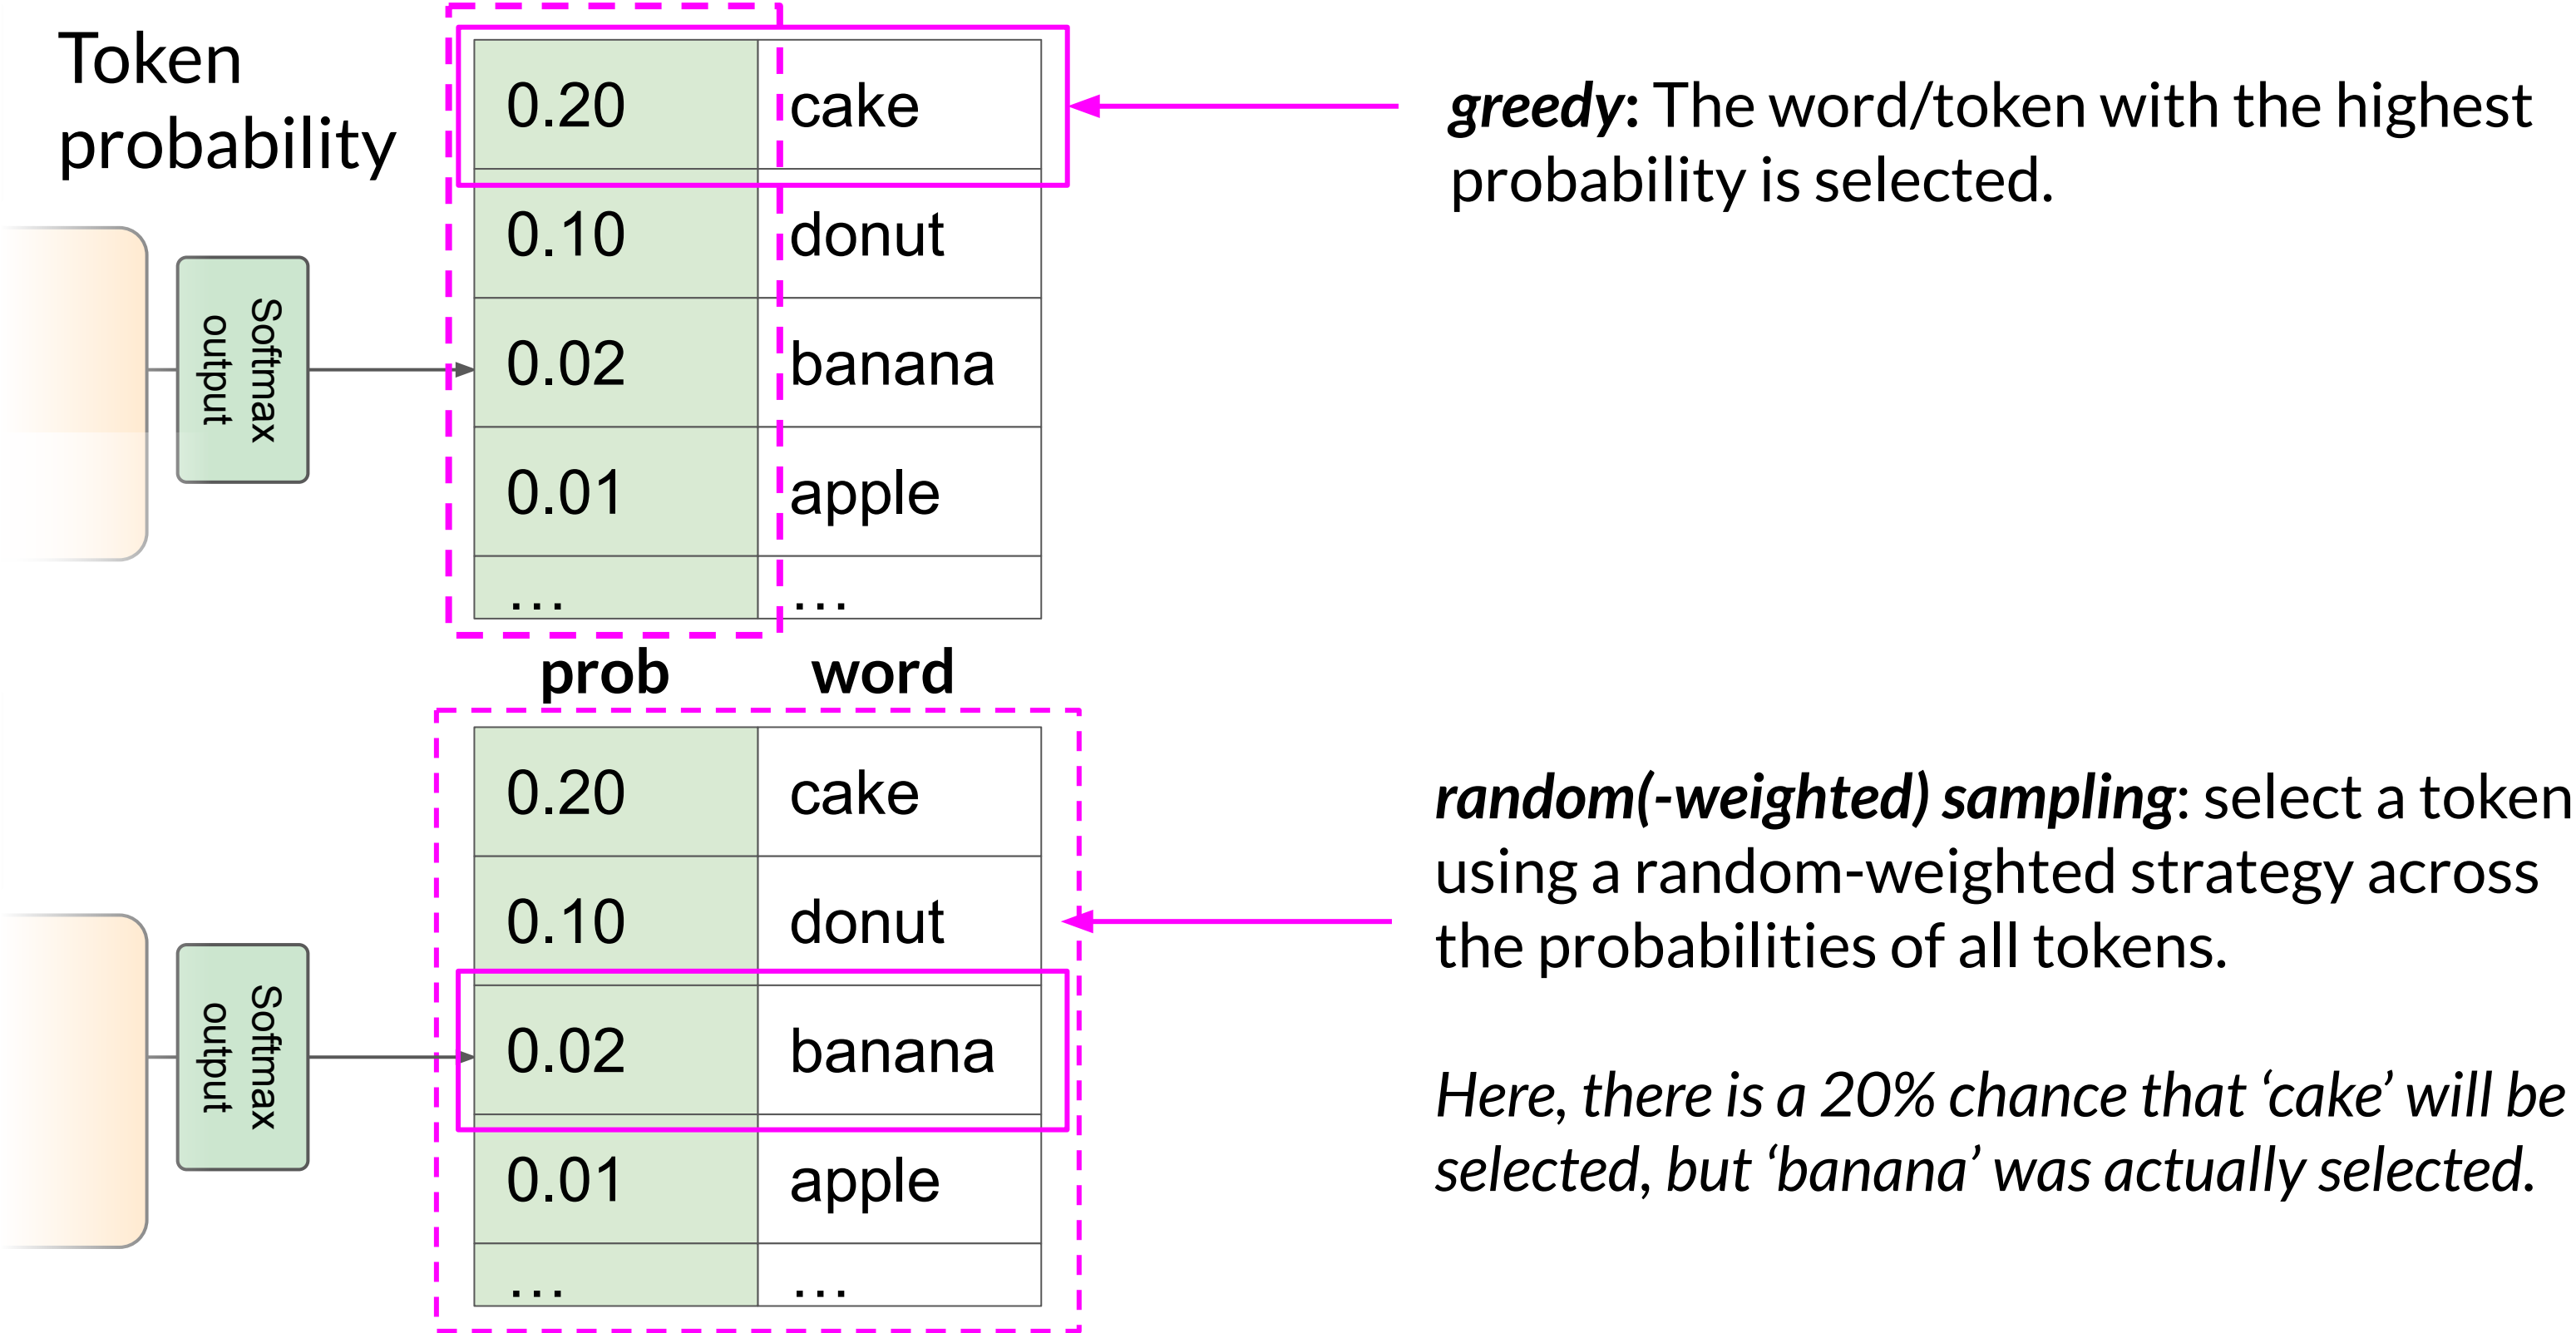 Token
probability
0.20 cake
0.10 donut
0.02 banana
0.01 apple
… …
Softmax
output
greedy: The word/token with the highest
probability is selected.
prob word
0.20 cake
0.10 donut
0.02 banana
0.01 apple
… …
Softmax
output
random(-weighted) sampling: select a token
using a random-weighted strategy across
the probabilities of all tokens.
Here, there is a 20% chance that ‘cake’ will be
selected, but ‘banana’ was actually selected.